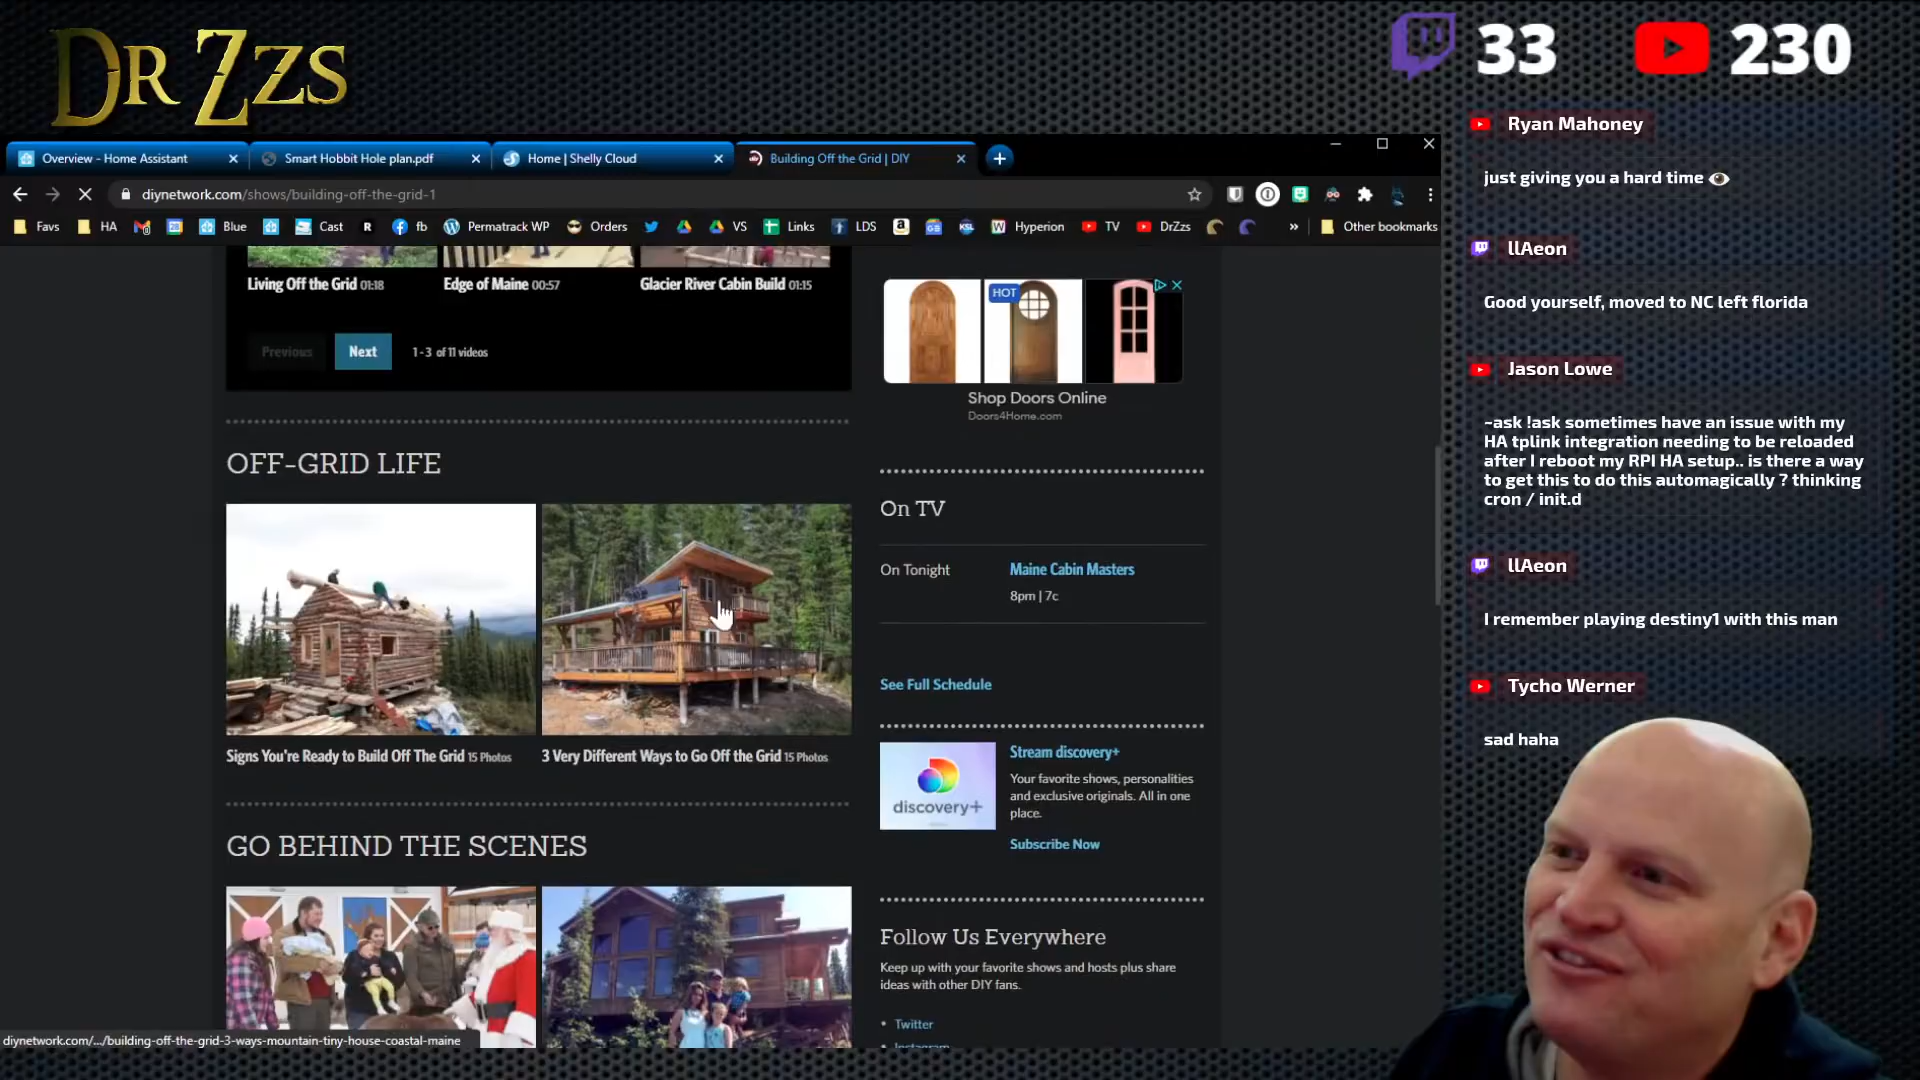 DR ZZS
33
230
Overview - Home Assistant
Smart Hobbit Hole plan.pdf
Home | Shelly Cloud
Building Off the Grid | DIY
diynetwork.com/shows/building-off-the-grid-1
Favs
HA
Blue
Cast
R
fb
Permatrack WP
Orders
VS
Links
LDS
KSL
Hyperion
TV
DrZzs
»
Other bookmarks
Living Off the Grid 01:18
Edge of Maine 00:57
Glacier River Cabin Build 01:15
Previous
Next
1 - 3 of 11 videos
HOT
Shop Doors Online
Doors4Home.com
OFF-GRID LIFE
Signs You're Ready to Build Off The Grid 15 Photos
3 Very Different Ways to Go Off the Grid 15 Photos
On TV
On Tonight
Maine Cabin Masters
8pm | 7c
See Full Schedule
discovery+
Stream discovery+
Your favorite shows, personalities
and exclusive originals. All in one
place.
Subscribe Now
GO BEHIND THE SCENES
Follow Us Everywhere
Keep up with your favorite shows and hosts plus share
ideas with other DIY fans.
• Twitter
• Instagram
diynetwork.com/.../building-off-the-grid-3-ways-mountain-tiny-house-coastal-maine
Ryan Mahoney
just giving you a hard time
llAeon
Good yourself, moved to NC left florida
Jason Lowe
~ask !ask sometimes have an issue with my
HA tplink integration needing to be reloaded
after I reboot my RPI HA setup.. is there a way
to get this to do this automagically ? thinking
cron / init.d
llAeon
I remember playing destiny1 with this man
Tycho Werner
sad haha